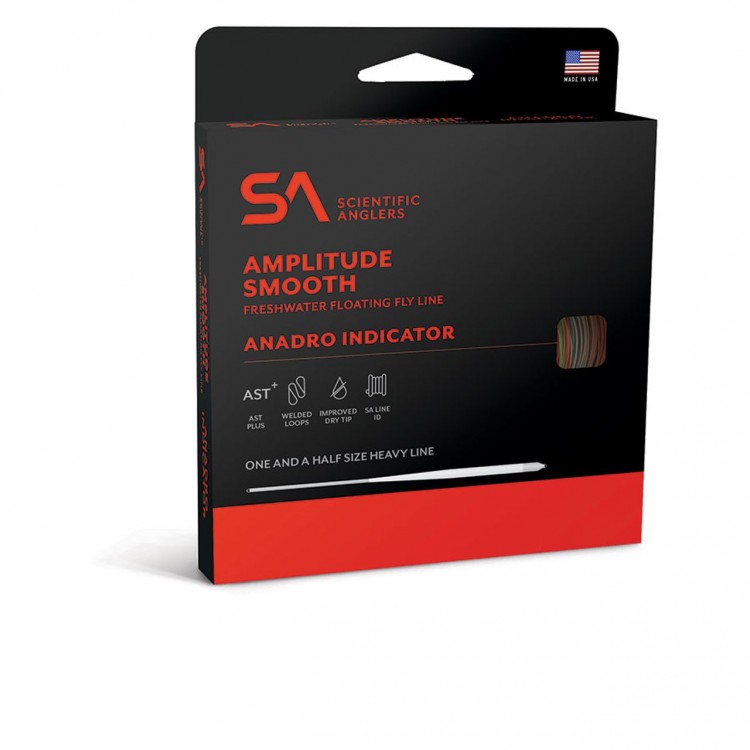 MADE IN USA
SA
SCIENTIFIC
ANGLERS
AMPLITUDE
SMOOTH
FRESHWATER FLOATING FLY LINE
ANADRO INDICATOR
AST+
AST
PLUS
WELDED
LOOPS
IMPROVED
DRY TIP
SA LINE
ID
ONE AND A HALF SIZE HEAVY LINE
SA